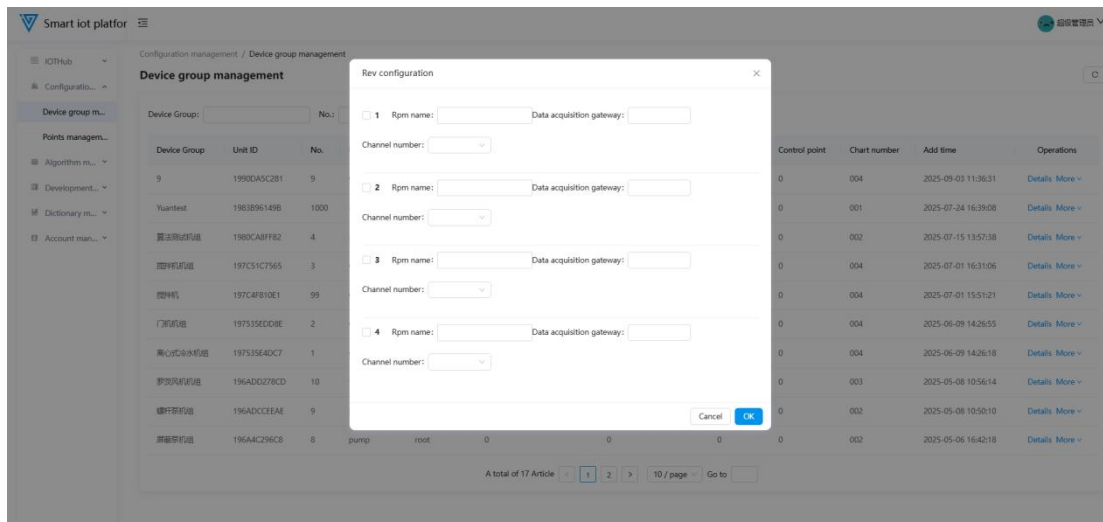 Smart iot platfor
超级管理员
IOTHub
Configuratio...
Device group m...
Points managem...
Algorithm m...
Development...
Dictionary m...
Account man...
Configuration management / Device group management
Device group management
Device Group: No.:
Device Group Unit ID No. Control point Chart number Add time Operations
9 1990DA5C281 9 0 004 2025-09-03 11:36:31 Details More
Yuantest 1983B96149B 1000 0 001 2025-07-24 16:39:08 Details More
算法测试机组 1980CA8FF82 4 0 002 2025-07-15 13:57:38 Details More
搅拌机机组 197C51C7565 3 0 004 2025-07-01 16:31:06 Details More
搅拌机 197C4F810E1 99 0 004 2025-07-01 15:51:21 Details More
门机机组 197535EDD8E 2 0 004 2025-06-09 14:26:55 Details More
离心式冷水机组 197535E4DC7 1 0 004 2025-06-09 14:26:18 Details More
罗茨风机机组 196ADD278CD 10 0 003 2025-05-08 10:56:14 Details More
螺杆泵机组 196ADCCEEAE 9 0 002 2025-05-08 10:50:10 Details More
屏蔽泵机组 196A4C296C8 8 pump root 0 0 0 0 002 2025-05-06 16:42:18 Details More
A total of 17 Article 1 2 10 / page Go to
Rev configuration
1 Rpm name: Data acquisition gateway:
Channel number:
2 Rpm name: Data acquisition gateway:
Channel number:
3 Rpm name: Data acquisition gateway:
Channel number:
4 Rpm name: Data acquisition gateway:
Channel number:
Cancel OK